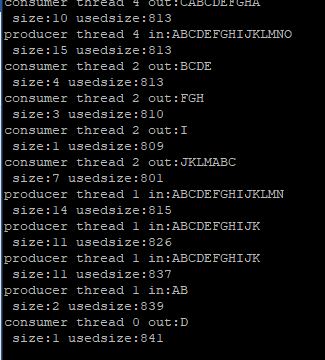 consumer thread 4 out:CABCDEFGHA
size:10 usedsize:813
producer thread 4 in:ABCDEFGHIJKLMNO
size:15 usedsize:813
consumer thread 2 out:BCDE
size:4 usedsize:813
consumer thread 2 out:FGH
size:3 usedsize:810
consumer thread 2 out:I
size:1 usedsize:809
consumer thread 2 out:JKLMABC
size:7 usedsize:801
producer thread 1 in:ABCDEFGHIJKLMN
size:14 usedsize:815
producer thread 1 in:ABCDEFGHIJK
size:11 usedsize:826
producer thread 1 in:ABCDEFGHIJK
size:11 usedsize:837
producer thread 1 in:AB
size:2 usedsize:839
consumer thread 0 out:D
size:1 usedsize:841